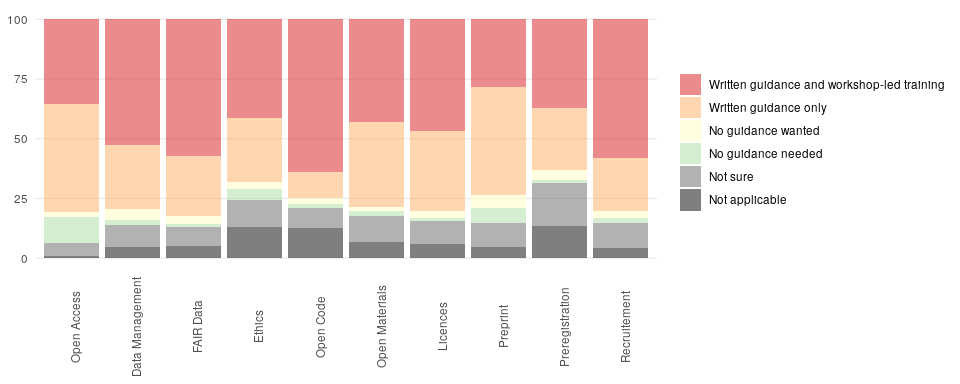 100
75
50
25
0
Open Access
Data Management
FAIR Data
Ethics
Open Code
Open Materials
Licences
Preprint
Preregistration
Recruitement
Written guidance and workshop-led training
Written guidance only
No guidance wanted
No guidance needed
Not sure
Not applicable